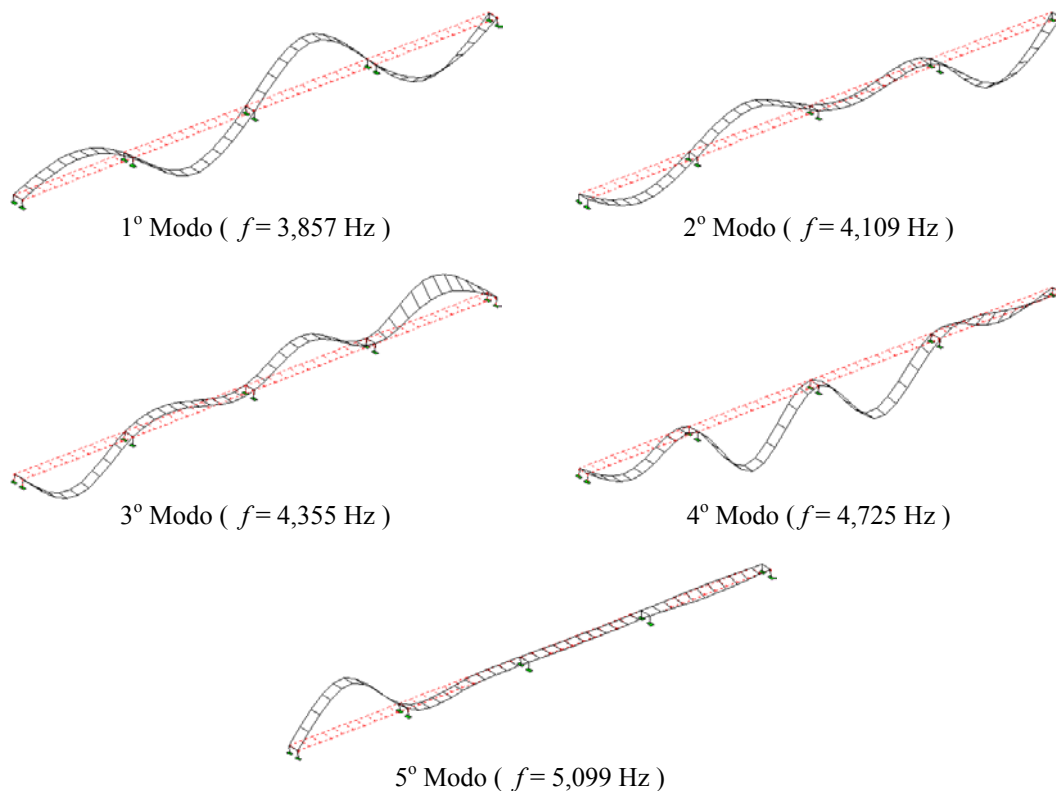 1º Modo ( f = 3,857 Hz )
2º Modo ( f = 4,109 Hz )
3º Modo ( f = 4,355 Hz )
4º Modo ( f = 4,725 Hz )
5º Modo ( f = 5,099 Hz )